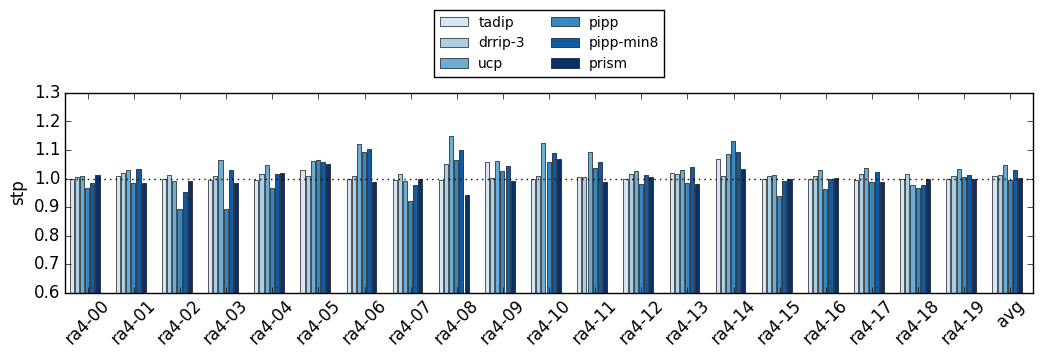 tadip pipp
drrip-3 pipp-min8
ucp prism
1.3
1.2
1.1
1.0
0.9
0.8
0.7
0.6
stp
ra4-00 ra4-01 ra4-02 ra4-03 ra4-04 ra4-05 ra4-06 ra4-07 ra4-08 ra4-09 ra4-10 ra4-11 ra4-12 ra4-13 ra4-14 ra4-15 ra4-16 ra4-17 ra4-18 ra4-19 avg